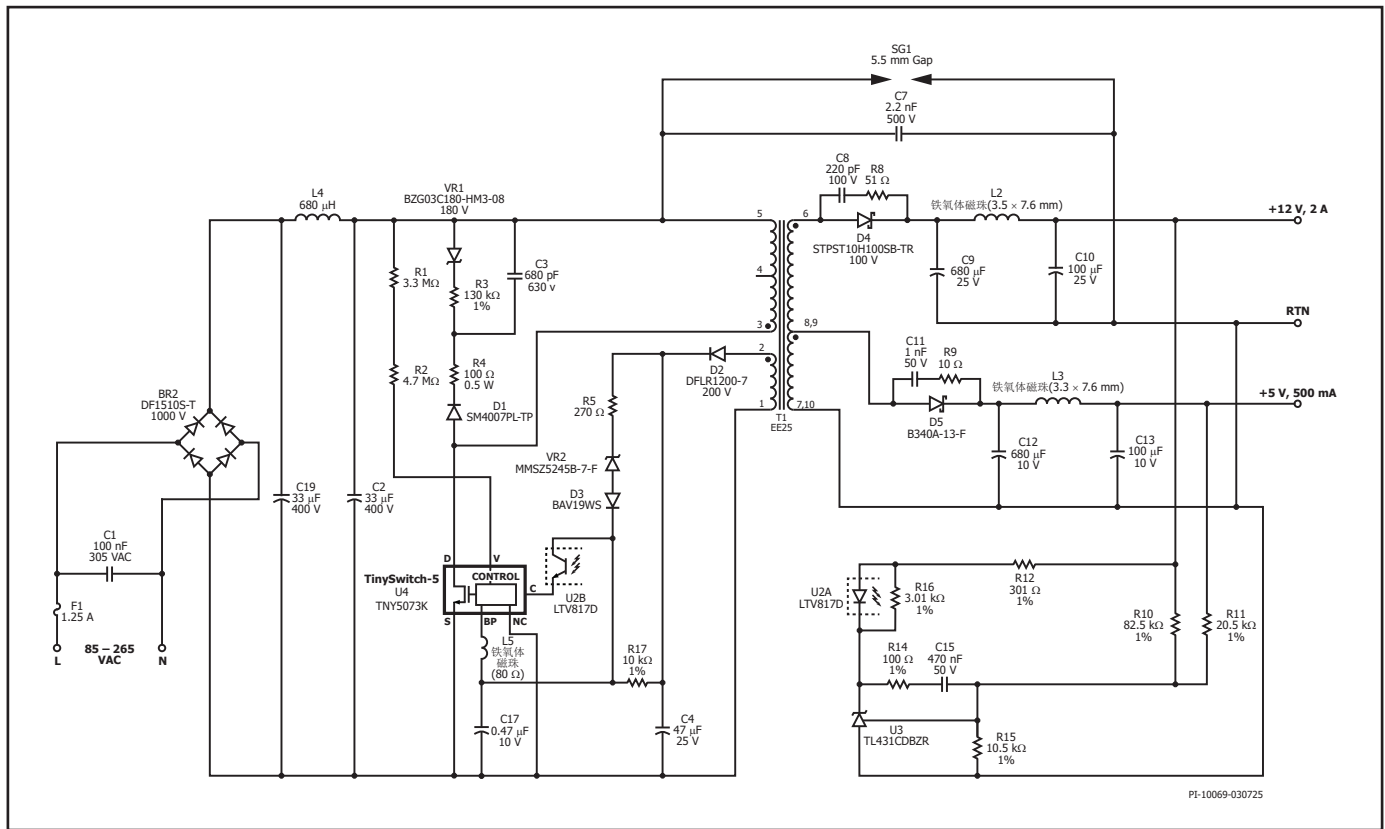 SG1
5.5 mm Gap
C7
2.2 nF
500 V
C8
220 pF
100 V
R8
51 Ω
L4
680 µH
VR1
BZG03C180-HM3-08
180 V
L2
铁氧体磁珠(3.5 × 7.6 mm)
+12 V, 2 A
5
6
D4
STPST10H100SB-TR
100 V
C3
680 pF
630 v
R1
3.3 MΩ
R3
130 kΩ
1%
4
C9
680 µF
25 V
C10
100 µF
25 V
RTN
3
8,9
2
C11
1 nF
50 V
R9
10 Ω
R2
4.7 MΩ
R4
100 Ω
0.5 W
D2
DFLR1200-7
200 V
L3
铁氧体磁珠(3.3 × 7.6 mm)
BR2
DF1510S-T
1000 V
D1
SM4007PL-TP
R5
270 Ω
1
7,10
T1
EE25
D5
B340A-13-F
+5 V, 500 mA
VR2
MMSZ5245B-7-F
C12
680 µF
10 V
C13
100 µF
10 V
C19
33 µF
400 V
C2
33 µF
400 V
D3
BAV19WS
C1
100 nF
305 VAC
D
V
TinySwitch-5
U4
TNY5073K
CONTROL
C
S
BP
NC
U2B
LTV817D
U2A
LTV817D
R16
3.01 kΩ
1%
R12
301 Ω
1%
F1
1.25 A
R10
82.5 kΩ
1%
R11
20.5 kΩ
1%
L
85 – 265
VAC
N
L5
铁氧体
磁珠
(80 Ω)
R17
10 kΩ
1%
R14
100 Ω
1%
C15
470 nF
50 V
C17
0.47 µF
10 V
C4
47 µF
25 V
U3
TL431CDBZR
R15
10.5 kΩ
1%
PI-10069-030725